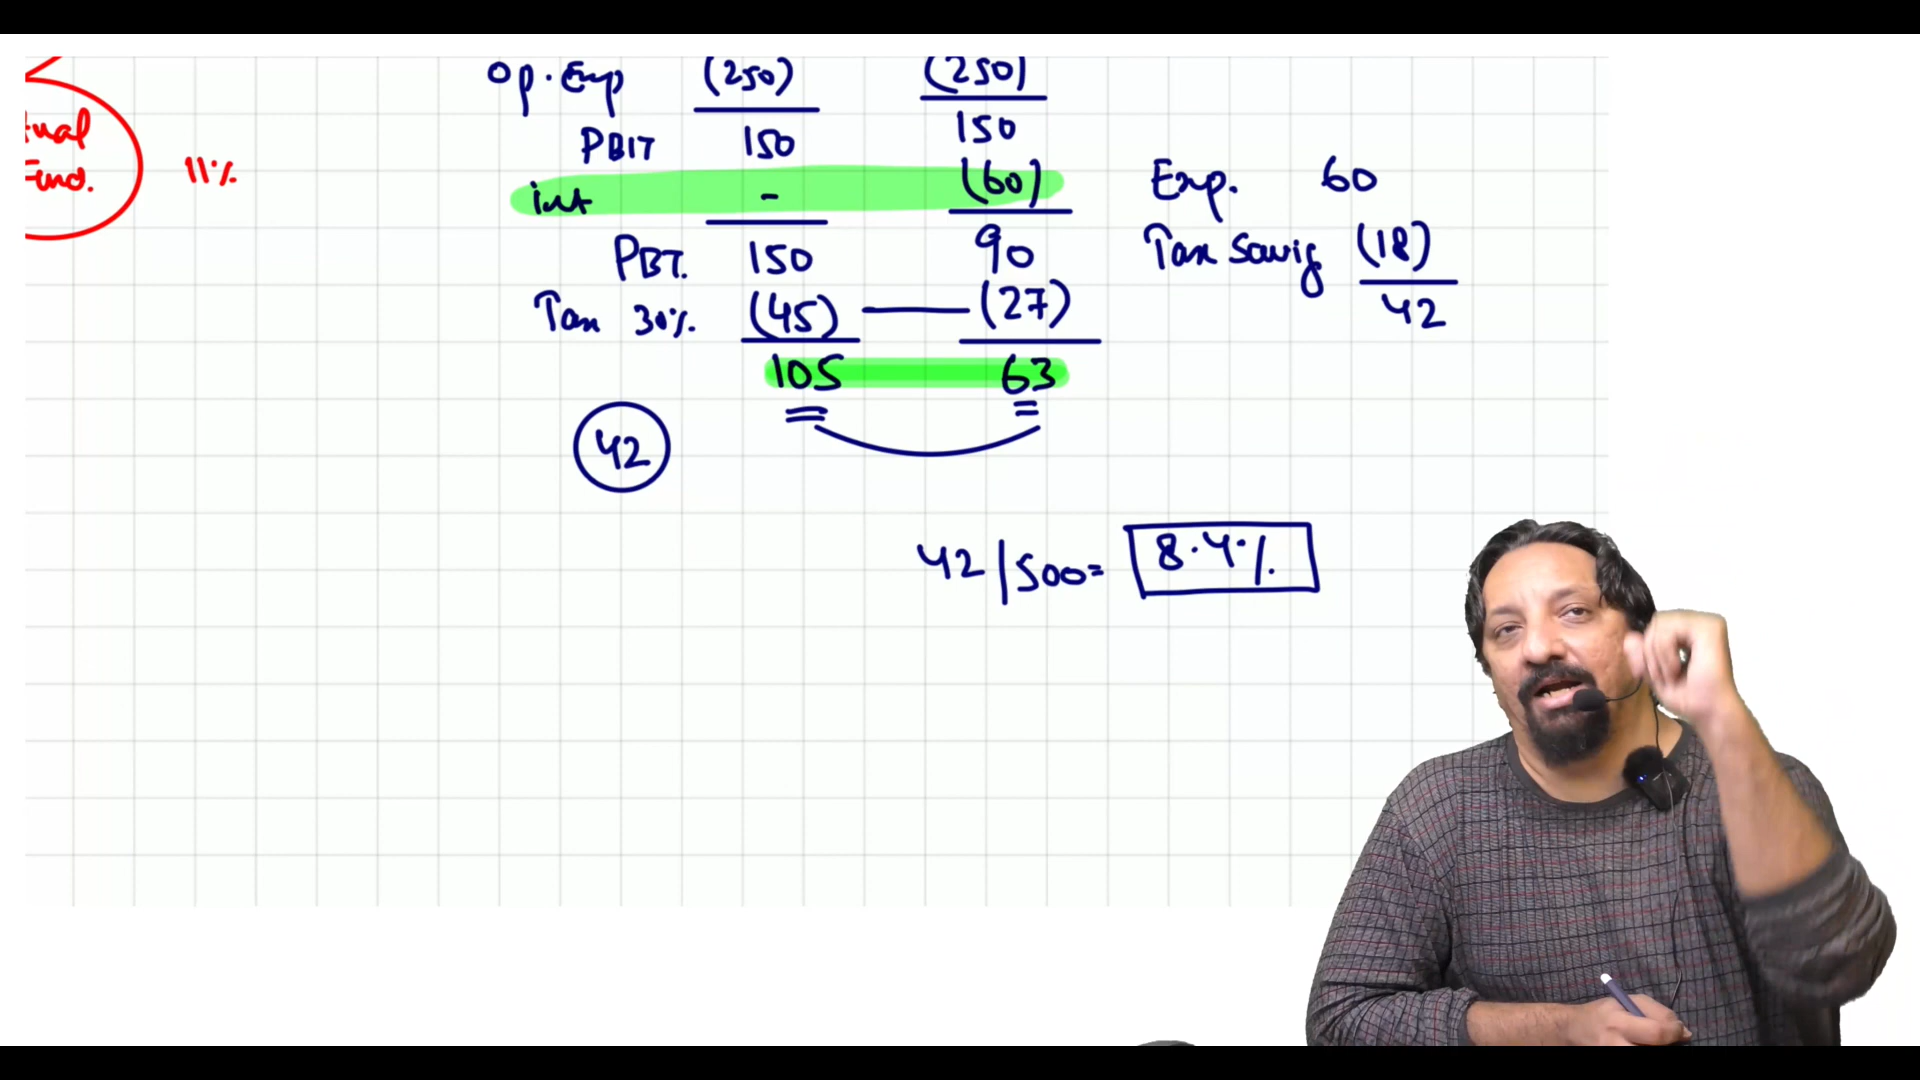 Op. Exp (250) (250)
PBIT 150 150
int - (60)
PBT. 150 90
Tax 30% (45) (27)
105 63
42
Exp. 60
Tax Saving (18)
42
42/500= 8.4%
11%